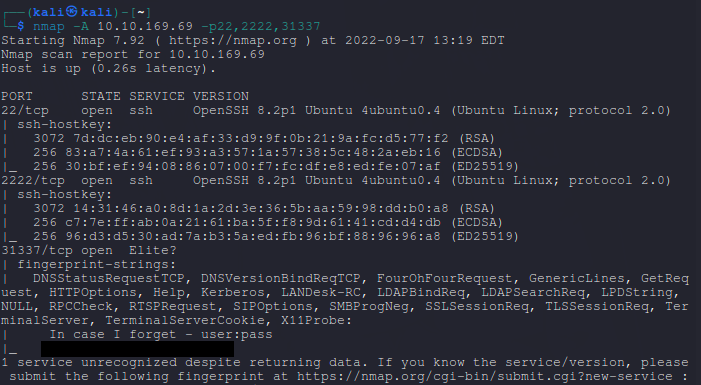 ┌──(kali㉿kali)-[~]
└─$ nmap -A 10.10.169.69 -p22,2222,31337
Starting Nmap 7.92 ( https://nmap.org ) at 2022-09-17 13:19 EDT
Nmap scan report for 10.10.169.69
Host is up (0.26s latency).
PORT      STATE SERVICE VERSION
22/tcp    open  ssh     OpenSSH 8.2p1 Ubuntu 4ubuntu0.4 (Ubuntu Linux; protocol 2.0)
| ssh-hostkey:
|   3072 7d:dc:eb:90:e4:af:33:d9:9f:0b:21:9a:fc:d5:77:f2 (RSA)
|   256 83:a7:4a:61:ef:93:a3:57:1a:57:38:5c:48:2a:eb:16 (ECDSA)
|_  256 30:bf:ef:94:08:86:07:00:f7:fc:df:e8:ed:fe:07:af (ED25519)
2222/tcp  open  ssh     OpenSSH 8.2p1 Ubuntu 4ubuntu0.4 (Ubuntu Linux; protocol 2.0)
| ssh-hostkey:
|   3072 14:31:46:a0:8d:1a:2d:3e:36:5b:aa:59:98:dd:b0:a8 (RSA)
|   256 c7:7e:ff:ab:0a:21:61:ba:5f:f8:9d:61:41:cd:d4:db (ECDSA)
|_  256 96:d3:d5:30:ad:7a:b3:5a:ed:fb:96:bf:88:96:96:a8 (ED25519)
31337/tcp open  Elite?
| fingerprint-strings:
|   DNSStatusRequestTCP, DNSVersionBindReqTCP, FourOhFourRequest, GenericLines, GetReq
uest, HTTPOptions, Help, Kerberos, LANDesk-RC, LDAPBindReq, LDAPSearchReq, LPDString,
NULL, RPCCheck, RTSPRequest, SIPOptions, SMBProgNeg, SSLSessionReq, TLSSessionReq, Ter
minalServer, TerminalServerCookie, X11Probe:
|     In case I forget - user:pass
|_
1 service unrecognized despite returning data. If you know the service/version, please
submit the following fingerprint at https://nmap.org/cgi-bin/submit.cgi?new-service :